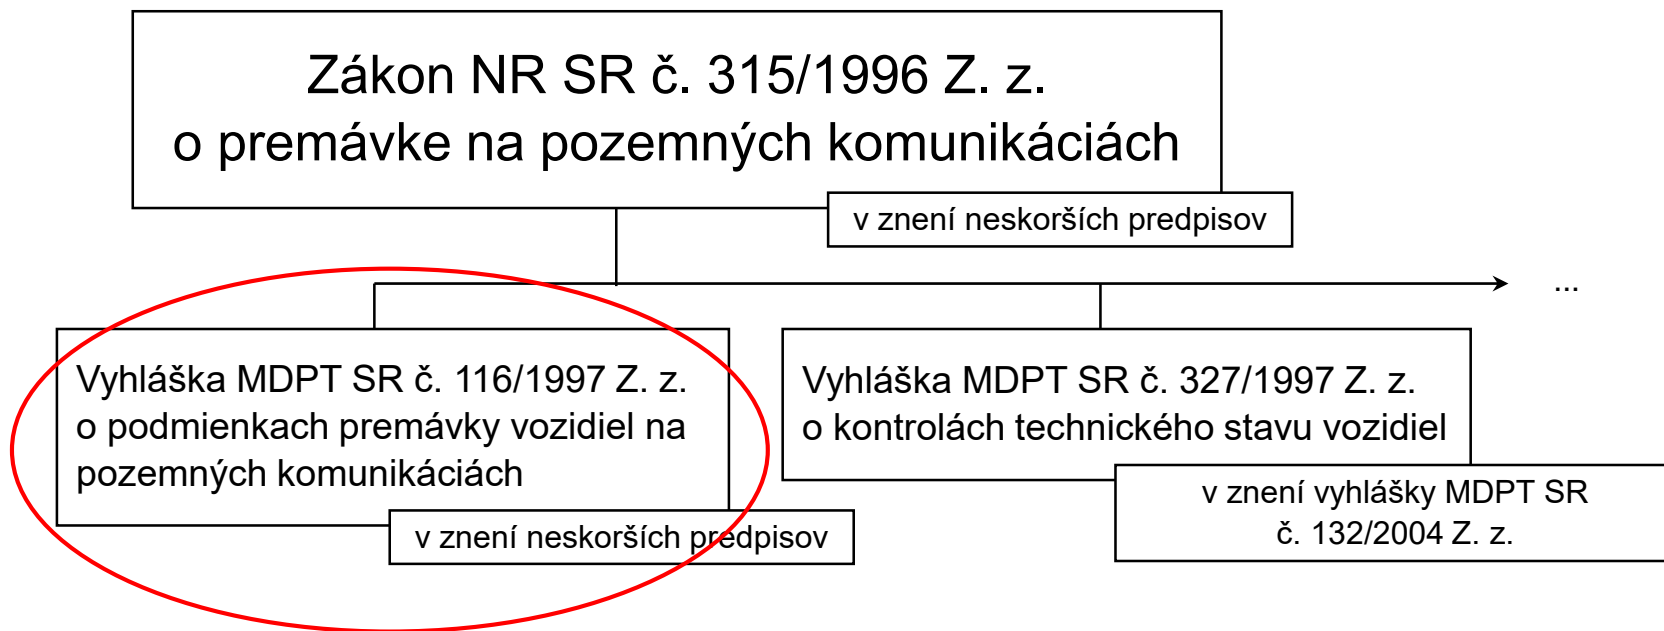 Zákon NR SR č. 315/1996 Z. z.
o premávke na pozemných komunikáciách
v znení neskorších predpisov
...
Vyhláška MDPT SR č. 116/1997 Z. z.
o podmienkach premávky vozidiel na
pozemných komunikáciách
v znení neskorších predpisov
Vyhláška MDPT SR č. 327/1997 Z. z.
o kontrolách technického stavu vozidiel
v znení vyhlášky MDPT SR
č. 132/2004 Z. z.